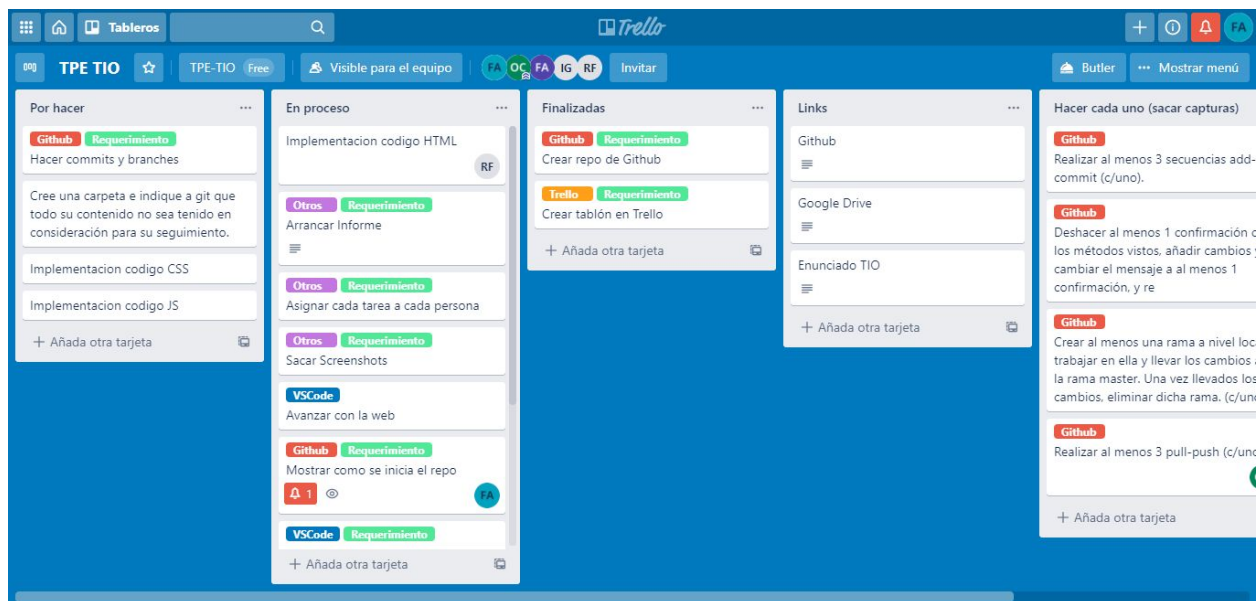 Tableros
Trello
FA
TPE TIO
TPE-TIO Free
Visible para el equipo
FA OC FA IG RF
Invitar
Butler
Mostrar menú
Por hacer
Github Requerimiento
Hacer commits y branches
Cree una carpeta e indique a git que
todo su contenido no sea tenido en
consideración para su seguimiento.
Implementacion codigo CSS
Implementacion codigo JS
+ Añada otra tarjeta
En proceso
Implementacion codigo HTML
RF
Otros Requerimiento
Arrancar Informe
Otros Requerimiento
Asignar cada tarea a cada persona
Otros Requerimiento
Sacar Screenshots
VSCode
Avanzar con la web
Github Requerimiento
Mostrar como se inicia el repo
1
FA
VSCode Requerimiento
+ Añada otra tarjeta
Finalizadas
Github Requerimiento
Crear repo de Github
Trello Requerimiento
Crear tablón en Trello
+ Añada otra tarjeta
Links
Github
Google Drive
Enunciado TIO
+ Añada otra tarjeta
Hacer cada uno (sacar capturas)
Github
Realizar al menos 3 secuencias add-
commit (c/uno).
Github
Deshacer al menos 1 confirmación
los métodos vistos, añadir cambios y
cambiar el mensaje a al menos 1
confirmación, y re
Github
Crear al menos una rama a nivel
trabajar en ella y llevar los cambios
la rama master. Una vez llevados los
cambios, eliminar dicha rama.
Github
Realizar al menos 3 pull-push
+ Añada otra tarjeta